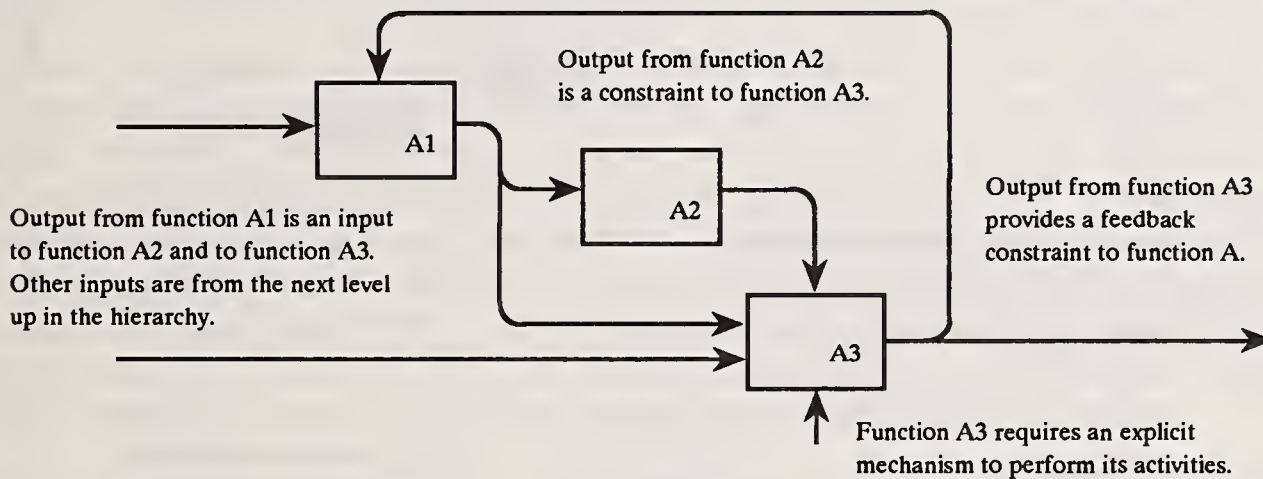 Output from function A2
is a constraint to function A3.
A1
A2
Output from function A1 is an input
to function A2 and to function A3.
Other inputs are from the next level
up in the hierarchy.
Output from function A3
provides a feedback
constraint to function A.
A3
Function A3 requires an explicit
mechanism to perform its activities.